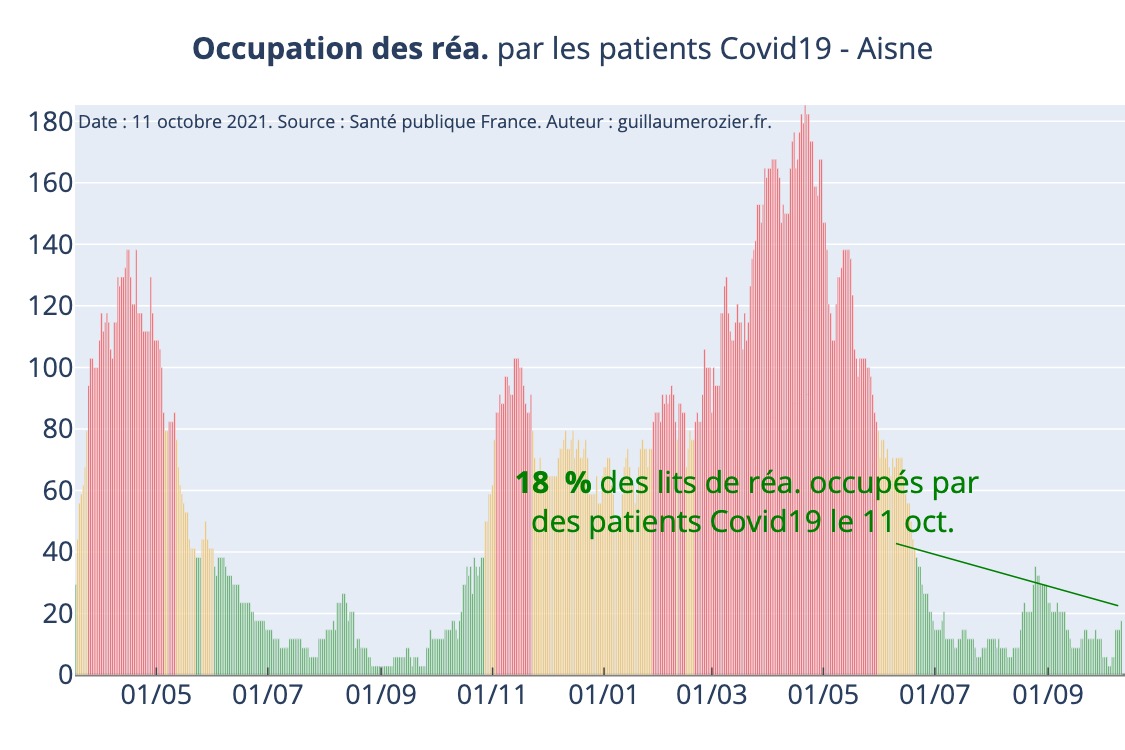 Occupation des réa. par les patients Covid19 - Aisne
Date : 11 octobre 2021. Source : Santé publique France. Auteur : guillaumerozier.fr.
180
160
140
120
100
80
60
40
20
0
18 % des lits de réa. occupés par
des patients Covid19 le 11 oct.
01/05 01/07 01/09 01/11 01/01 01/03 01/05 01/07 01/09